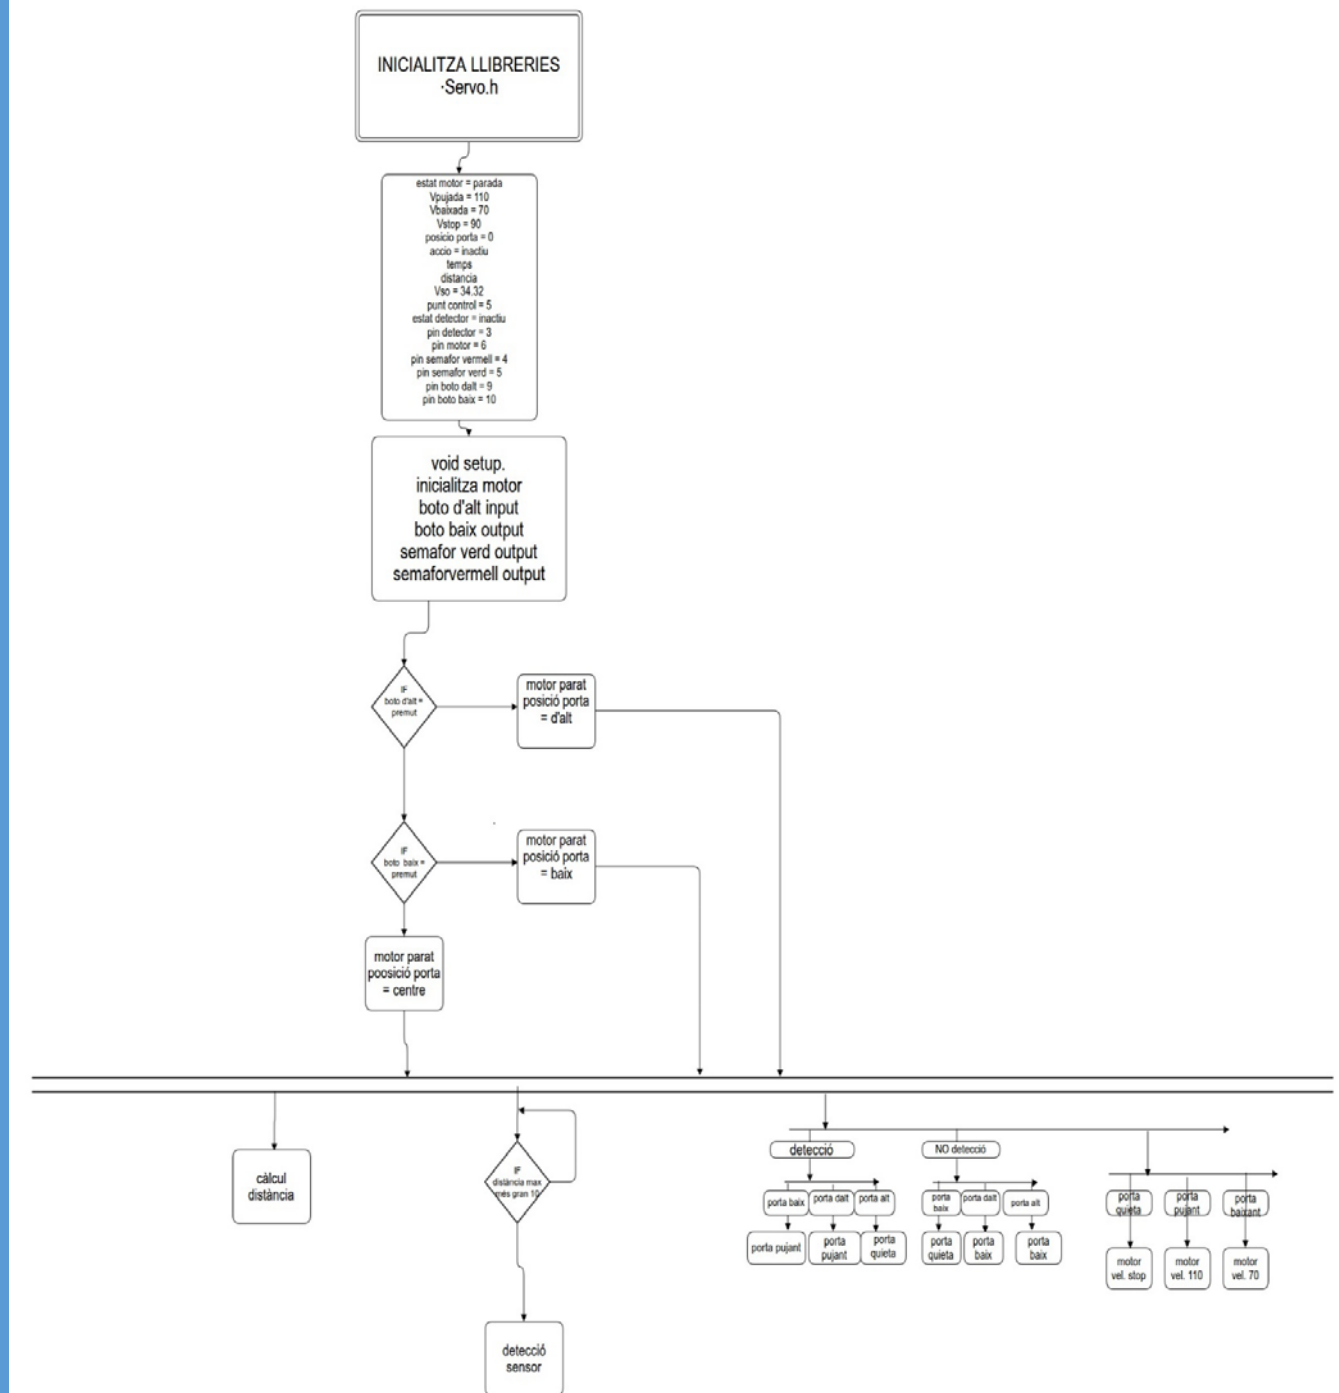 INICIALITZA LLIBRERIES
·Servo.h
estat motor = parada
Vpujada = 110
Vbaixada = 70
Vstop = 90
posicio porta = 0
accio = inactiu
temps
distancia
Vso = 34.32
punt control = 5
estat detector = inactiu
pin detector = 3
pin motor = 6
pin semafor vermell = 4
pin semafor verd = 5
pin boto dalt = 9
pin boto baix = 10
void setup.
inicialitza motor
boto d'alt input
boto baix output
semafor verd output
semaforvermell output
IF
boto d'alt =
premut
motor parat
posició porta
= d'alt
IF
boto baix =
premut
motor parat
posició porta
= baix
motor parat
poosició porta
= centre
càlcul
distància
IF
distància max
més gran 10
detecció
sensor
detecció
porta baix
porta dalt
porta alt
porta pujant
porta
pujant
porta
quieta
NO detecció
porta
baix
porta dalt
porta alt
porta
quieta
porta
baix
porta
baix
porta
quieta
porta
pujant
porta
baixant
motor
vel. stop
motor
vel. 110
motor
vel. 70